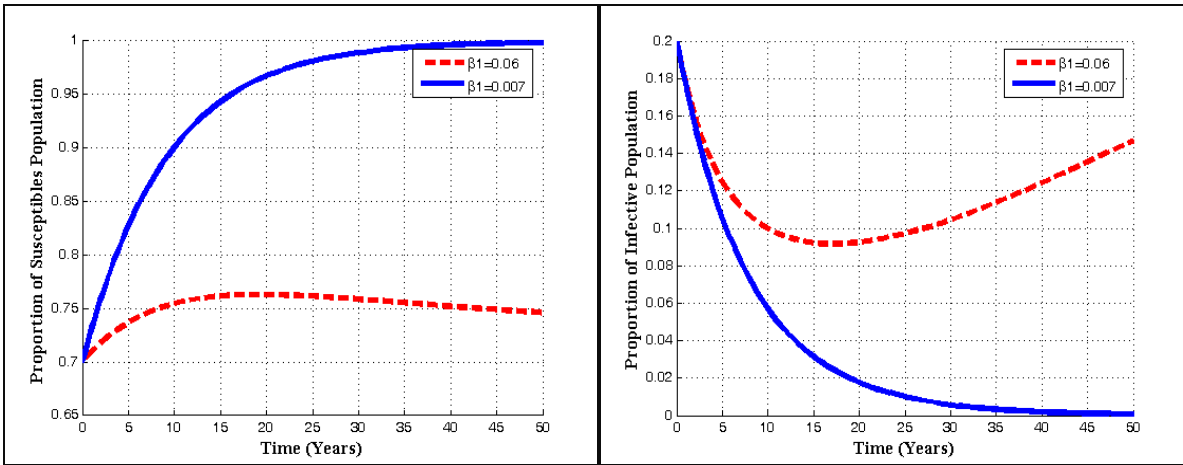 Proportion of Susceptibles Population
1
0.95
0.9
0.85
0.8
0.75
0.7
0.65
β1=0.06
β1=0.007
0 5 10 15 20 25 30 35 40 45 50
Time (Years)
Proportion of Infective Population
0.2
0.18
0.16
0.14
0.12
0.1
0.08
0.06
0.04
0.02
0
β1=0.06
β1=0.007
0 5 10 15 20 25 30 35 40 45 50
Time (Years)